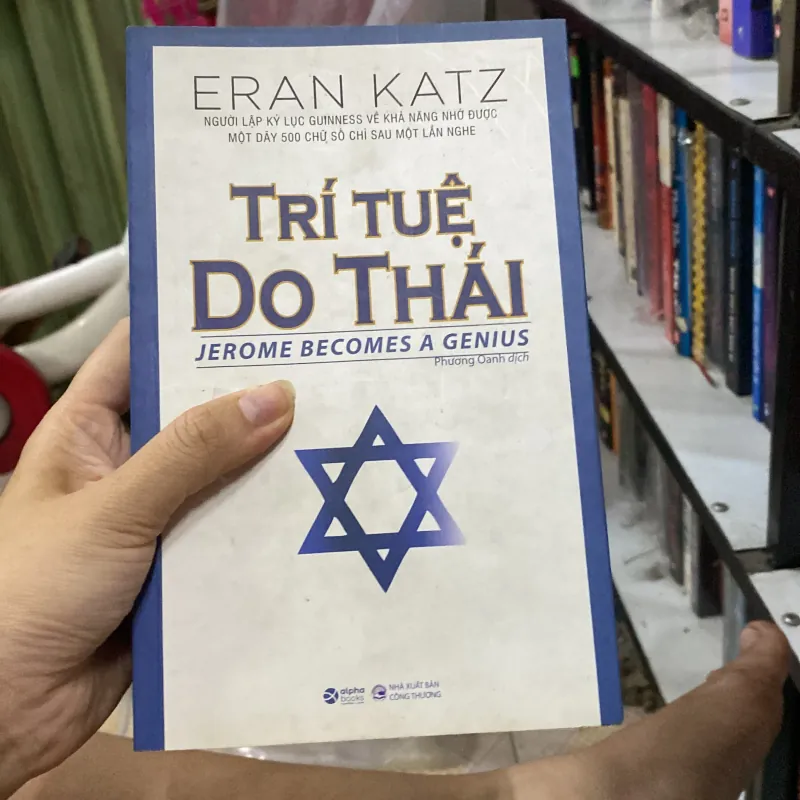 ERAN KATZ
NGƯỜI LẬP KỶ LỤC GUINNESS VỀ KHẢ NĂNG NHỚ ĐƯỢC
MỘT DÃY 500 CHỮ SỐ CHỈ SAU MỘT LẦN NGHE
TRÍ TUỆ
DO THÁI
JEROME BECOMES A GENIUS
Phương Oanh dịch
alpha
books
NHÀ XUẤT BẢN
CÔNG THƯƠNG